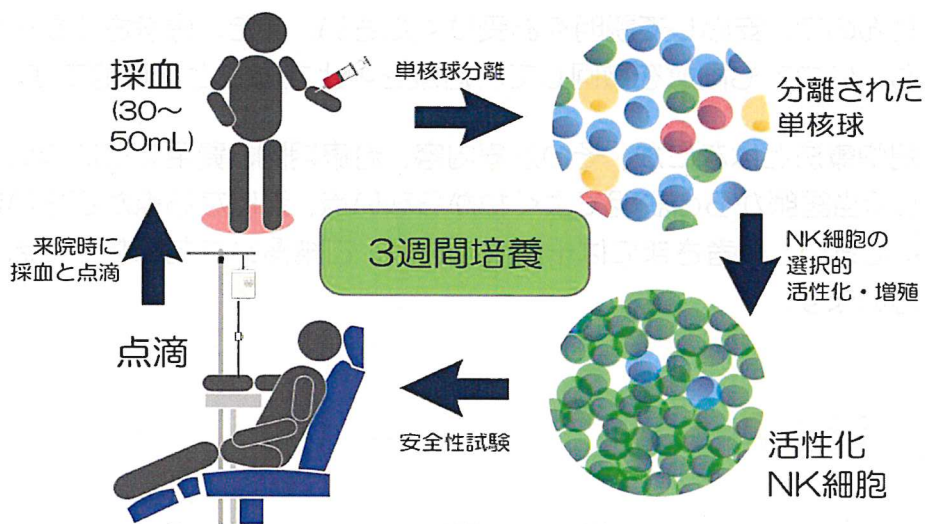 採血
(30～
50mL)
単核球分離
分離された
単核球
NK細胞の
選択的
活性化・増殖
3週間培養
活性化
NK細胞
安全性試験
点滴
来院時に
採血と点滴